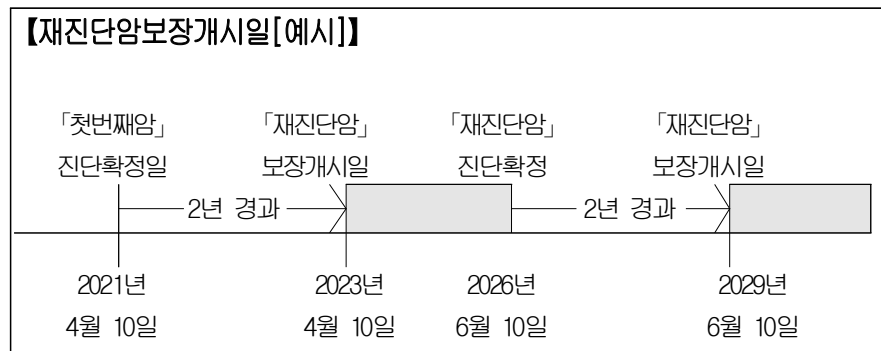 【재진단암보장개시일[예시]】
「첫번째암」 「재진단암」 「재진단암」 「재진단암」
진단확정일 보장개시일 진단확정 보장개시일
2년 경과 2년 경과
2021년 2023년 2026년 2029년
4월 10일 4월 10일 6월 10일 6월 10일